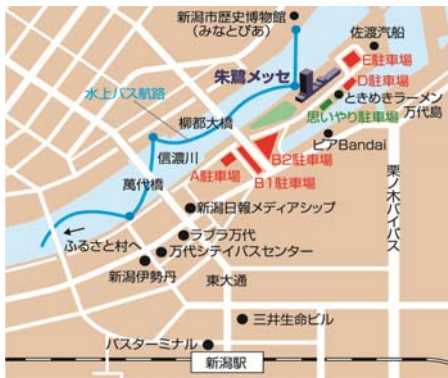 新潟市歴史博物館
(みなとぴあ)
佐渡汽船
朱鷺メッセ
E駐車場
D駐車場
水上バス航路
ときめきラーメン
万代島
柳都大橋
思いやり駐車場
ピアBandai
信濃川
B2駐車場
A駐車場
B1駐車場
萬代橋
栗ノ木バイパス
新潟日報メディアシップ
ふるさと村へ
ラブラ万代
万代シテイバスセンター
新潟伊勢丹
東大通
三井生命ビル
バスターミナル
新潟駅